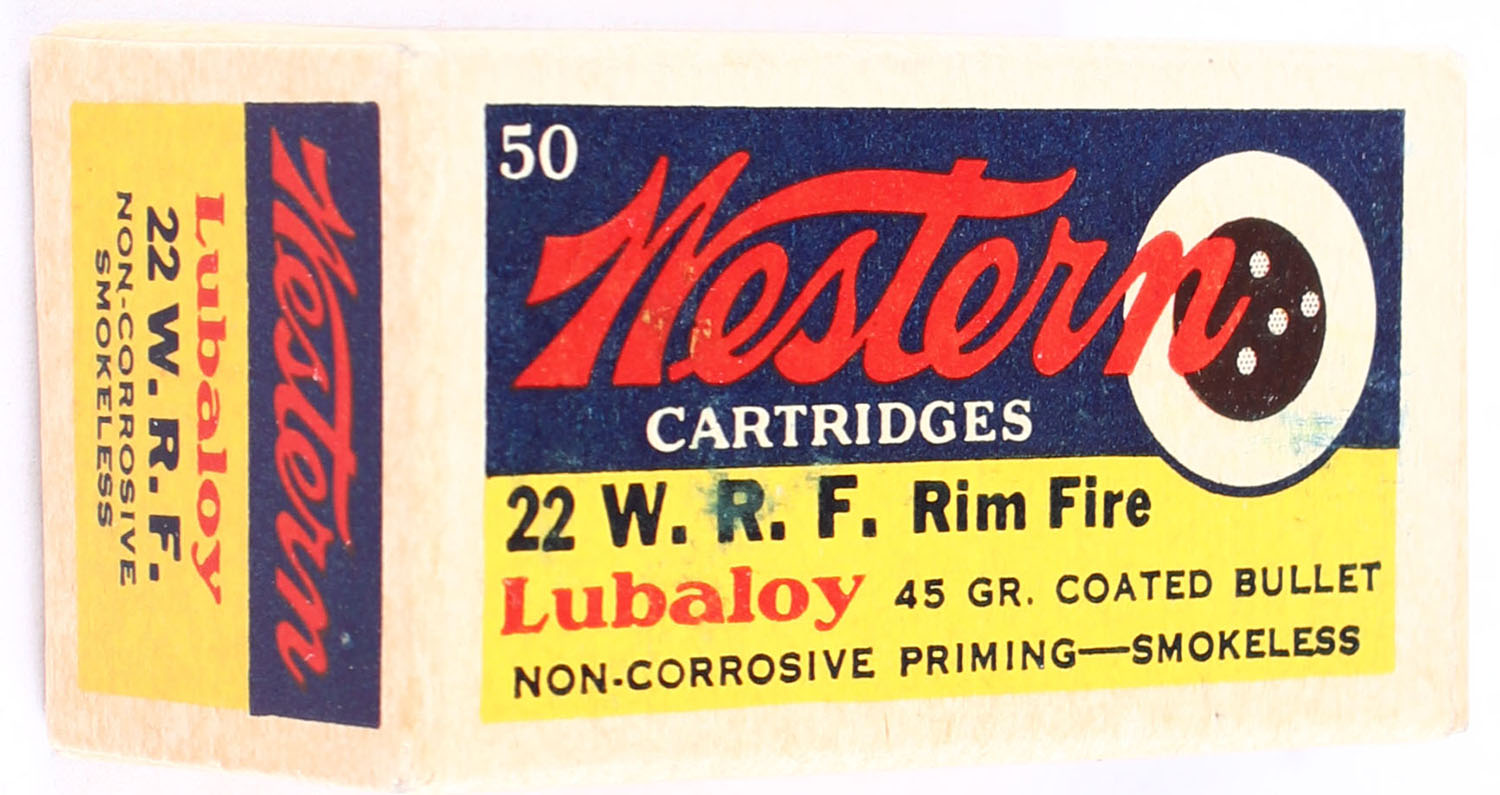 50
Western
CARTRIDGES
22 W. R. F. Rim Fire
Lubaloy 45 GR. COATED BULLET
NON-CORROSIVE PRIMING—SMOKELESS
Western
Lubaloy
22 W. R. F.
NON-CORROSIVE
SMOKELESS